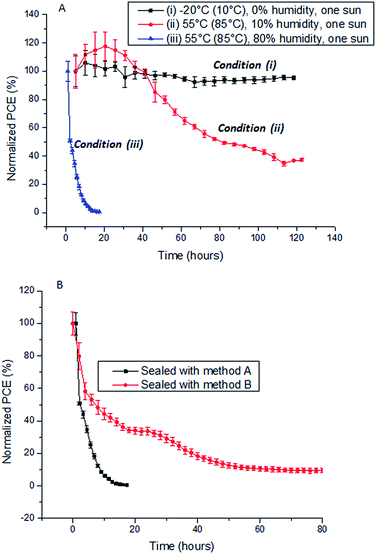 A
(i) -20°C (10°C), 0% humidity, one sun
(ii) 55°C (85°C), 10% humidity, one sun
(iii) 55°C (85°C), 80% humidity, one sun
Normalized PCE (%)
140
120
100
80
60
40
20
0
Condition (i)
Condition (ii)
Condition (iii)
-20 0 20 40 60 80 100 120 140
Time (hours)
B
Sealed with method A
Sealed with method B
Normalized PCE (%)
120
100
80
60
40
20
0
0 20 40 60 80
Time (hours)